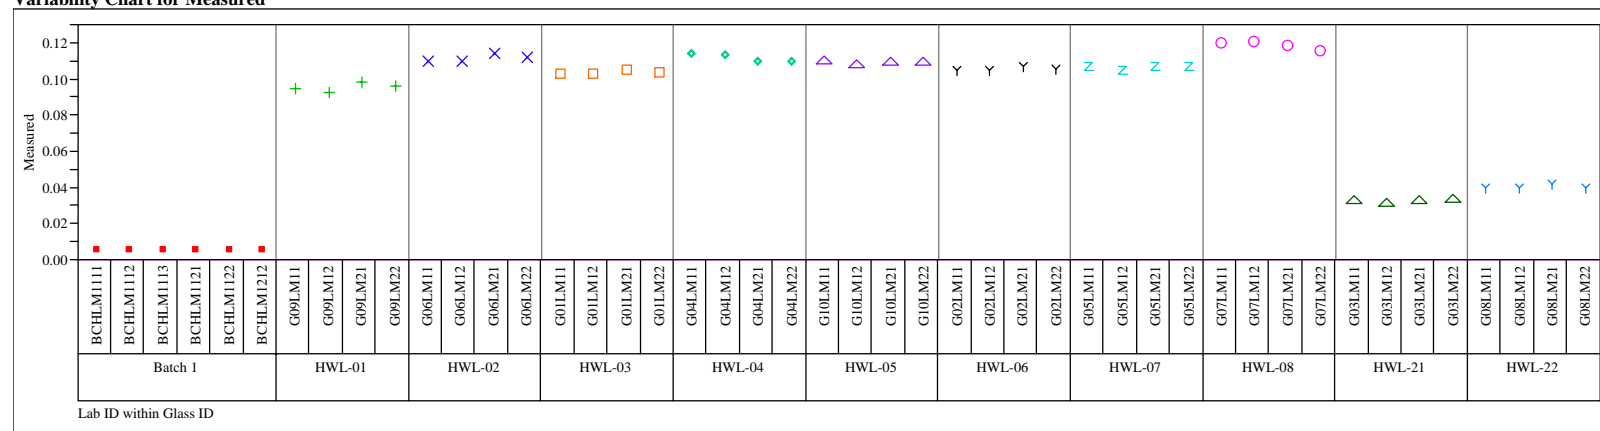 Variability Chart for Measured
Measured
0.12
0.10
0.08
0.06
0.04
0.02
0.00
BCHLM1111
BCHLM1112
BCHLM1113
BCHLM1121
BCHLM1122
BCHLM1212
G09LM11
G09LM12
G09LM21
G09LM22
G06LM11
G06LM12
G06LM21
G06LM22
G01LM11
G01LM12
G01LM21
G01LM22
G04LM11
G04LM12
G04LM21
G04LM22
G10LM11
G10LM12
G10LM21
G10LM22
G02LM11
G02LM12
G02LM21
G02LM22
G05LM11
G05LM12
G05LM21
G05LM22
G07LM11
G07LM12
G07LM21
G07LM22
G03LM11
G03LM12
G03LM21
G03LM22
G08LM11
G08LM12
G08LM21
G08LM22
Batch 1
HWL-01
HWL-02
HWL-03
HWL-04
HWL-05
HWL-06
HWL-07
HWL-08
HWL-21
HWL-22
Lab ID within Glass ID